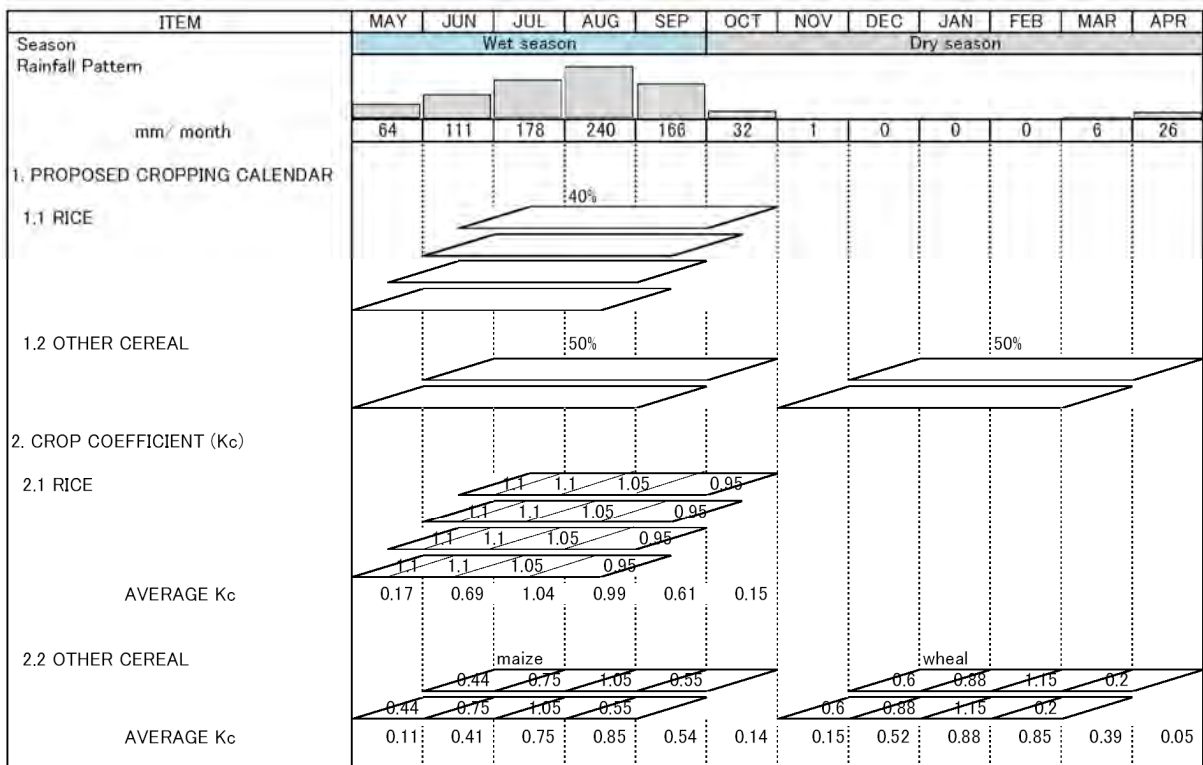 ITEM MAY JUN JUL AUG SEP OCT NOV DEC JAN FEB MAR APR
Season Wet season Dry season
Rainfall Pattern
mm/ month 64 111 178 240 166 32 1 0 0 0 6 26
1. PROPOSED CROPPING CALENDAR
40%
1.1 RICE
1.2 OTHER CEREAL 50% 50%
2. CROP COEFFICIENT (Kc)
2.1 RICE 1.1 1.1 1.05 0.95
1.1 1.1 1.05 0.95
1.1 1.1 1.05 0.95
1.1 1.1 1.05 0.95
AVERAGE Kc 0.17 0.69 1.04 0.99 0.61 0.15
2.2 OTHER CEREAL maize wheal
0.44 0.75 1.05 0.55 0.6 0.88 1.15 0.2
0.44 0.75 1.05 0.55 0.6 0.88 1.15 0.2
AVERAGE Kc 0.11 0.41 0.75 0.85 0.54 0.14 0.15 0.52 0.88 0.85 0.39 0.05